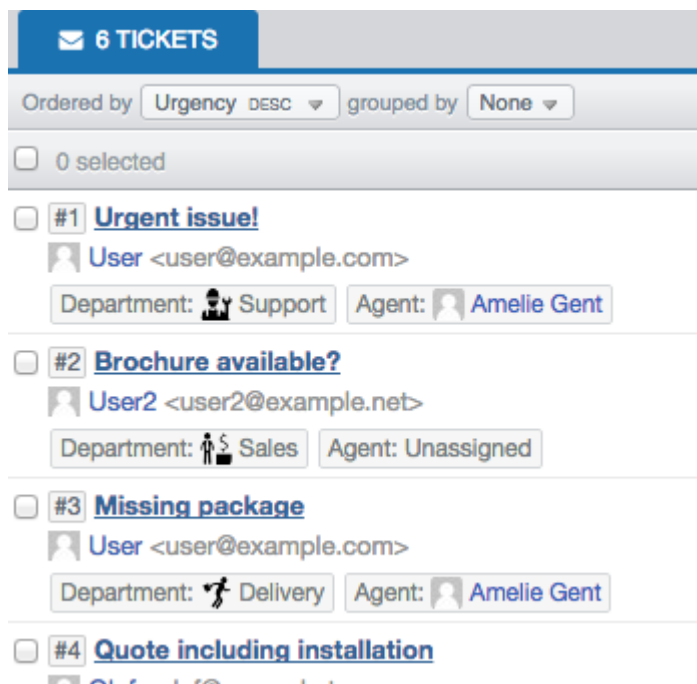 6 TICKETS
Ordered by Urgency DESC grouped by None
0 selected
#1 Urgent issue!
User <user@example.com>
Department: Support Agent: Amelie Gent
#2 Brochure available?
User2 <user2@example.net>
Department: Sales Agent: Unassigned
#3 Missing package
User <user@example.com>
Department: Delivery Agent: Amelie Gent
#4 Quote including installation